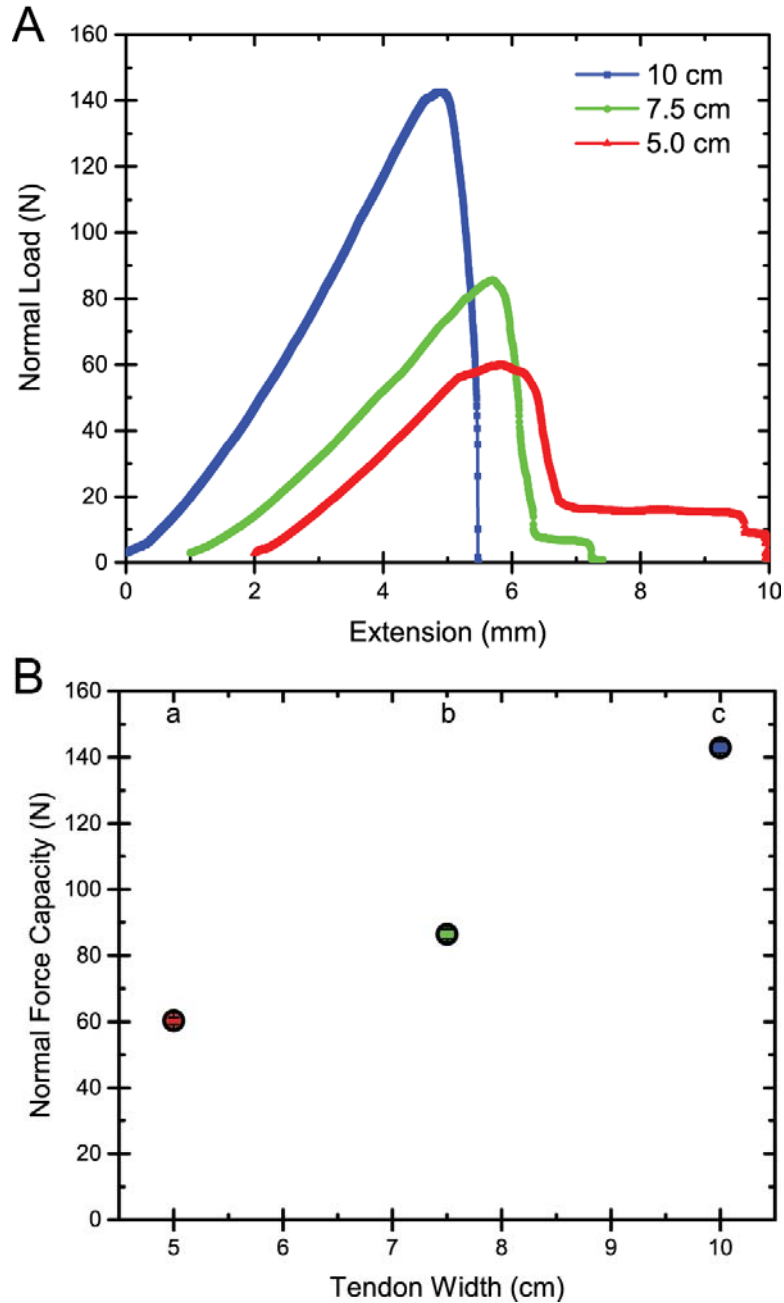 A
160
140
120
100
80
60
40
20
0
Normal Load (N)
10 cm
7.5 cm
5.0 cm
0 2 4 6 8 10
Extension (mm)
B
160
140
120
100
80
60
40
20
0
Normal Force Capacity (N)
a b c
5 6 7 8 9 10
Tendon Width (cm)